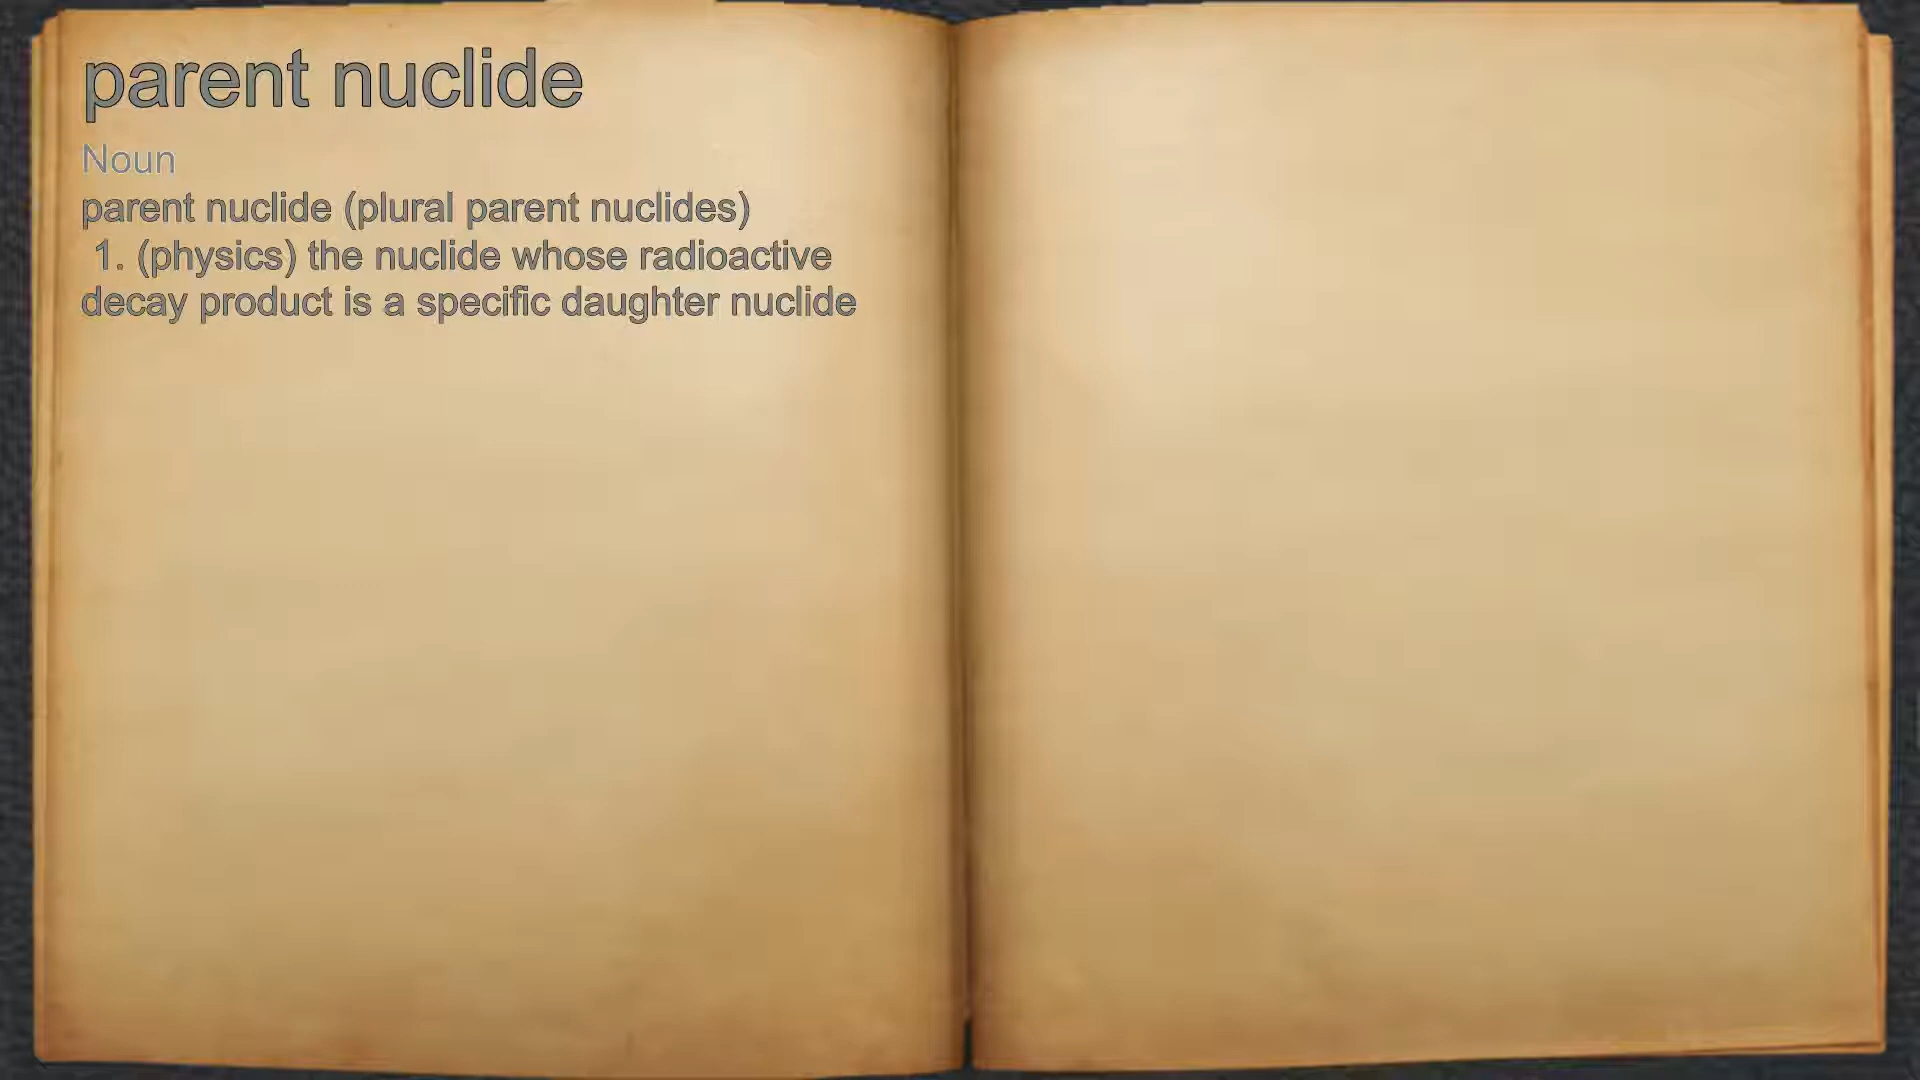 parent nuclide
Noun
parent nuclide (plural parent nuclides)
1. (physics) the nuclide whose radioactive
decay product is a specific daughter nuclide